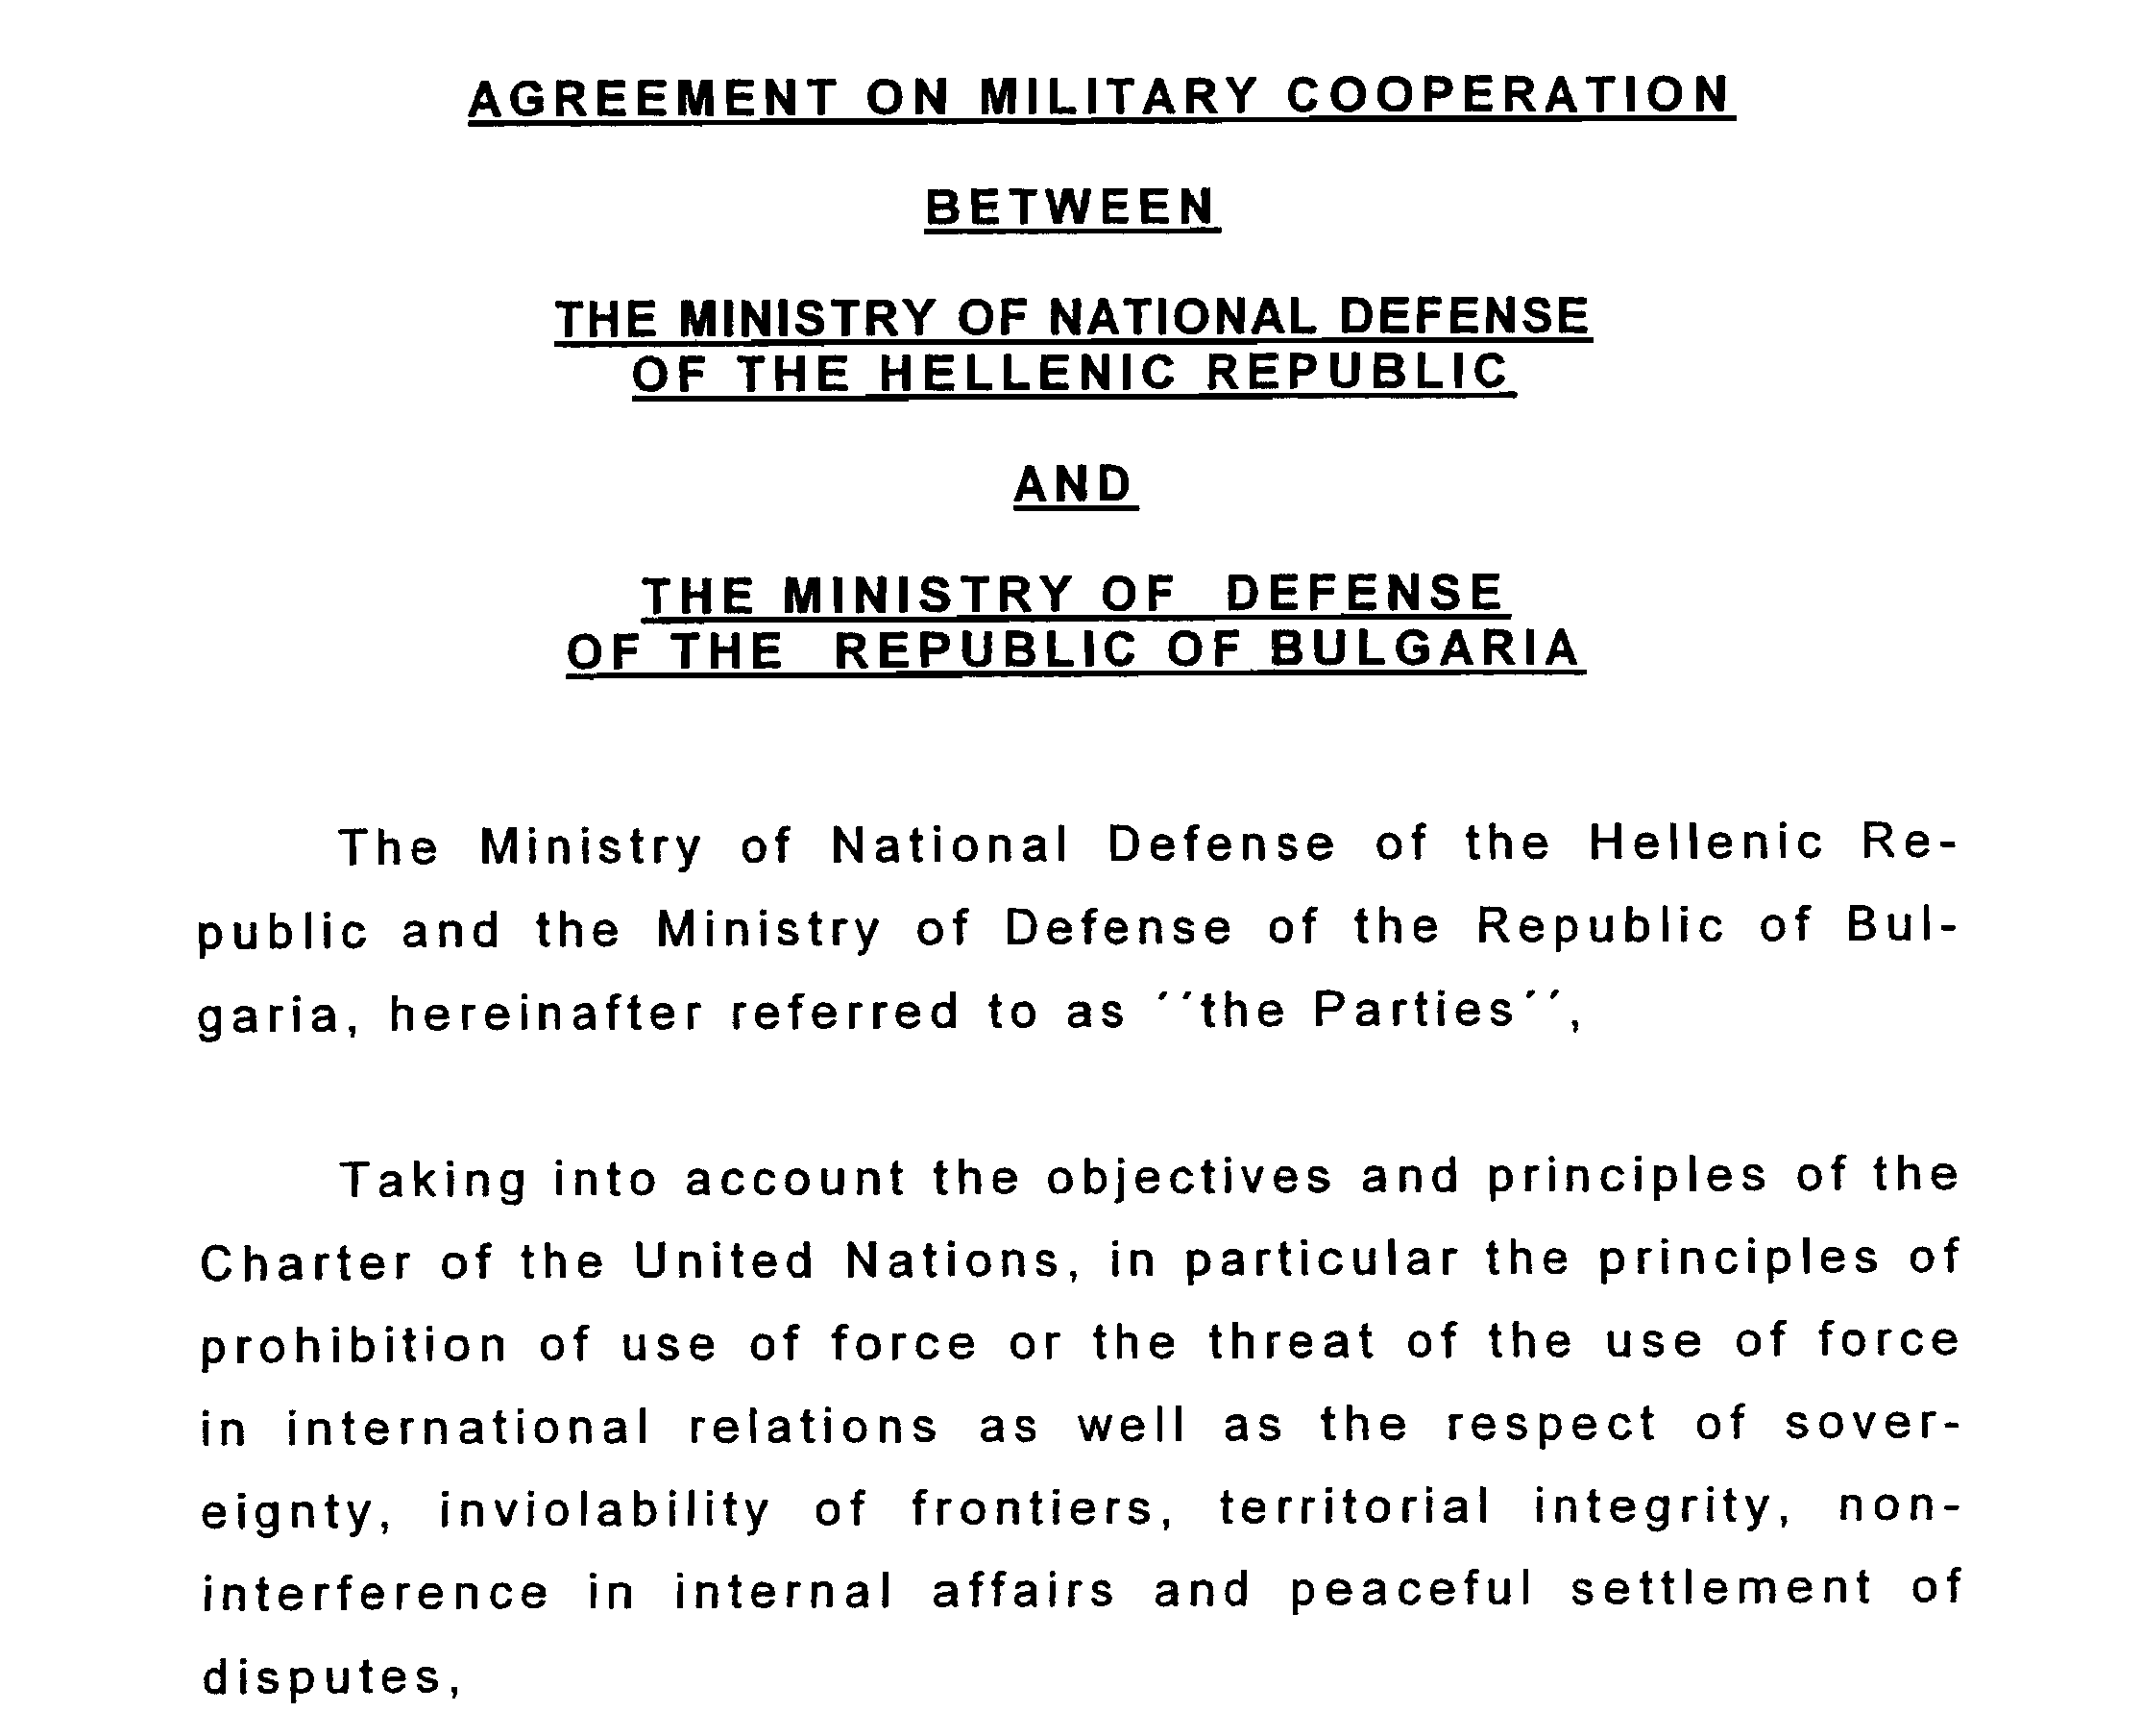 AGREEMENT ON MILITARY COOPERATION
BETWEEN
THE MINISTRY OF NATIONAL DEFENSE
OF THE HELLENIC REPUBLIC
AND
THE MINISTRY OF DEFENSE
OF THE REPUBLIC OF BULGARIA
The Ministry of National Defense of the Hellenic Re-
public and the Ministry of Defense of the Republic of Bul-
garia, hereinafter referred to as ´´the Parties´´,
Taking into account the objectives and principles of the
Charter of the United Nations, in particular the principles of
prohibition of use of force or the threat of the use of force
in international relations as well as the respect of sover-
eignty, inviolability of frontiers, territorial integrity, non-
interference in internal affairs and peaceful settlement of
disputes,